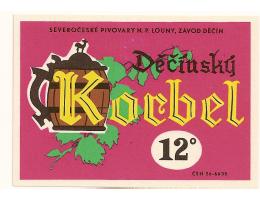 SEVEROČESKÉ PIVOVARY N. P. LOUNY, ZÁVOD DĚČÍN
Děčínský
Korbel
12°
ČSN 56-6635